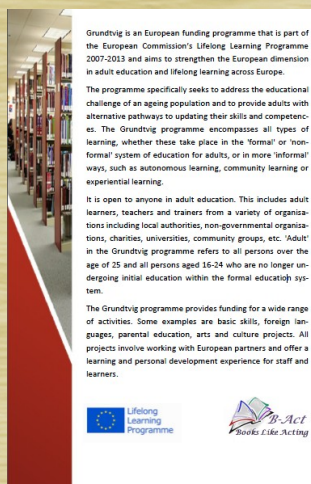 Grundtvig is an European funding programme that is part of
the European Commission's Lifelong Learning Programme
2007-2013 and aims to strengthen the European dimension
in adult education and lifelong learning across Europe.
The programme specifically seeks to address the educational
challenge of an ageing population and to provide adults with
alternative pathways to updating their skills and competenc-
es. The Grundtvig programme encompasses all types of
learning, whether these take place in the 'formal' or 'non-
formal' system of education for adults, or in more 'informal'
ways, such as autonomous learning, community learning or
experiential learning.
It is open to anyone in adult education. This includes adult
learners, teachers and trainers from a variety of organisa-
tions including local authorities, non-governmental organisa-
tions, charities, universities, community groups, etc. 'Adult'
in the Grundtvig programme refers to all persons over the
age of 25 and all persons aged 16-24 who are no longer un-
dergoing initial education within the formal education sys-
tem.
The Grundtvig programme provides funding for a wide range
of activities. Some examples are basic skills, foreign lan-
guages, parental education, arts and culture projects. All
projects involve working with European partners and offer a
learning and personal development experience for staff and
learners.
Lifelong
Learning
Programme
B-Act
Books Like Acting